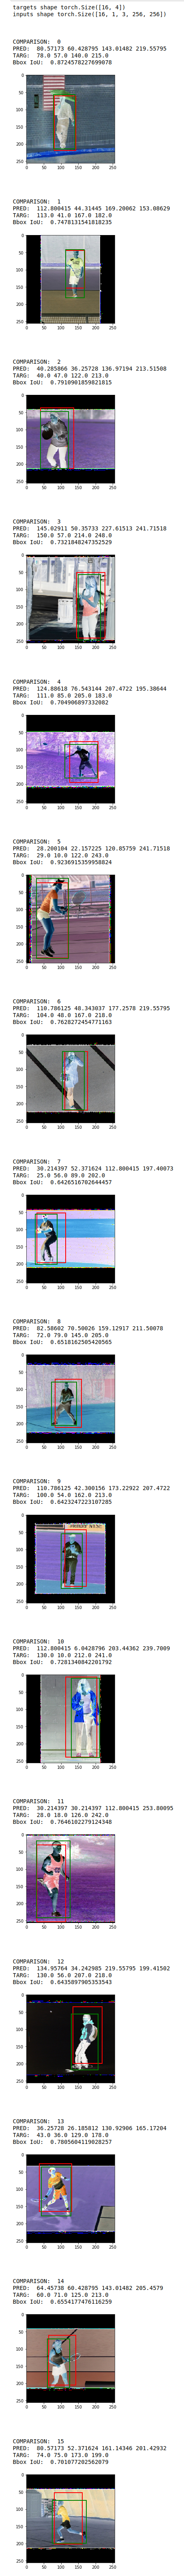 targets shape torch.Size([16, 4])
inputs shape torch.Size([16, 1, 3, 256, 256])
COMPARISON:  0
PRED:  80.57173 60.428795 143.01482 219.55795
TARG:  78.0 57.0 140.0 215.0
Bbox IoU:  0.8724578227699078
COMPARISON:  1
PRED:  112.800415 44.31445 169.20062 153.08629
TARG:  113.0 41.0 167.0 182.0
Bbox IoU:  0.7478131541818235
COMPARISON:  2
PRED:  40.285866 36.25728 136.97194 213.51508
TARG:  40.0 47.0 122.0 213.0
Bbox IoU:  0.7910901859821815
COMPARISON:  3
PRED:  145.02911 50.35733 227.61513 241.71518
TARG:  150.0 57.0 214.0 248.0
Bbox IoU:  0.7321848247352529
COMPARISON:  4
PRED:  124.88618 76.543144 207.4722 195.38644
TARG:  111.0 85.0 205.0 183.0
Bbox IoU:  0.704906897332082
COMPARISON:  5
PRED:  28.200104 22.157225 120.85759 241.71518
TARG:  29.0 10.0 122.0 243.0
Bbox IoU:  0.9236915359958824
COMPARISON:  6
PRED:  110.786125 48.343037 177.2578 219.55795
TARG:  104.0 48.0 167.0 218.0
Bbox IoU:  0.7628272454771163
COMPARISON:  7
PRED:  30.214397 52.371624 112.800415 197.40073
TARG:  25.0 56.0 89.0 202.0
Bbox IoU:  0.6426516702644457
COMPARISON:  8
PRED:  82.58602 70.50026 159.12917 211.50078
TARG:  72.0 79.0 145.0 205.0
Bbox IoU:  0.6518162505420565
COMPARISON:  9
PRED:  110.786125 42.300156 173.22922 207.4722
TARG:  100.0 54.0 162.0 213.0
Bbox IoU:  0.6423247223107285
COMPARISON:  10
PRED:  112.800415 6.0428796 203.44362 239.7009
TARG:  130.0 10.0 212.0 241.0
Bbox IoU:  0.7281340842201792
COMPARISON:  11
PRED:  30.214397 30.214397 112.800415 253.80095
TARG:  28.0 18.0 126.0 242.0
Bbox IoU:  0.7646102279124348
COMPARISON:  12
PRED:  134.95764 34.242985 219.55795 199.41502
TARG:  130.0 56.0 207.0 218.0
Bbox IoU:  0.6435897905353543
COMPARISON:  13
PRED:  36.25728 26.185812 130.92906 165.17204
TARG:  43.0 36.0 129.0 178.0
Bbox IoU:  0.7805604119628257
COMPARISON:  14
PRED:  64.45738 60.428795 143.01482 205.4579
TARG:  60.0 71.0 125.0 213.0
Bbox IoU:  0.6554177476116259
COMPARISON:  15
PRED:  80.57173 52.371624 161.14346 201.42932
TARG:  74.0 75.0 173.0 199.0
Bbox IoU:  0.701077202562079